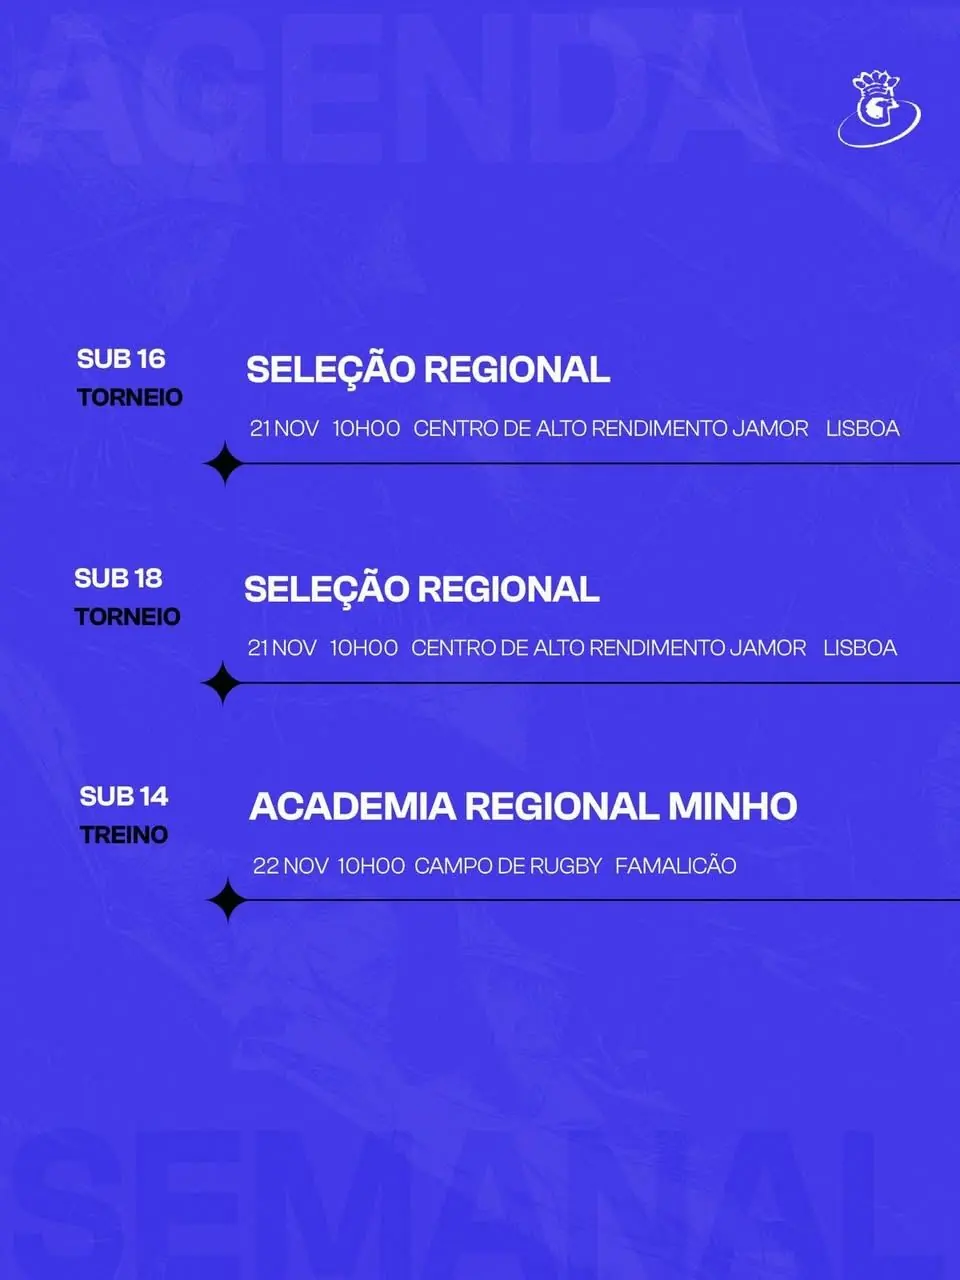 AGENDA
SUB 16
TORNEIO
SELEÇÃO REGIONAL
21 NOV 10H00 CENTRO DE ALTO RENDIMENTO JAMOR LISBOA
SUB 18
TORNEIO
SELEÇÃO REGIONAL
21 NOV 10H00 CENTRO DE ALTO RENDIMENTO JAMOR LISBOA
SUB 14
TREINO
ACADEMIA REGIONAL MINHO
22 NOV 10H00 CAMPO DE RUGBY FAMALICÃO
SEMANAL